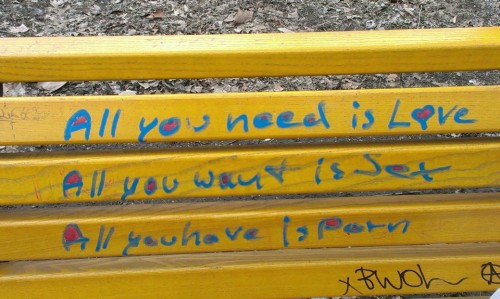 All you need is Love
All you want is Sex
All you have Is Porn